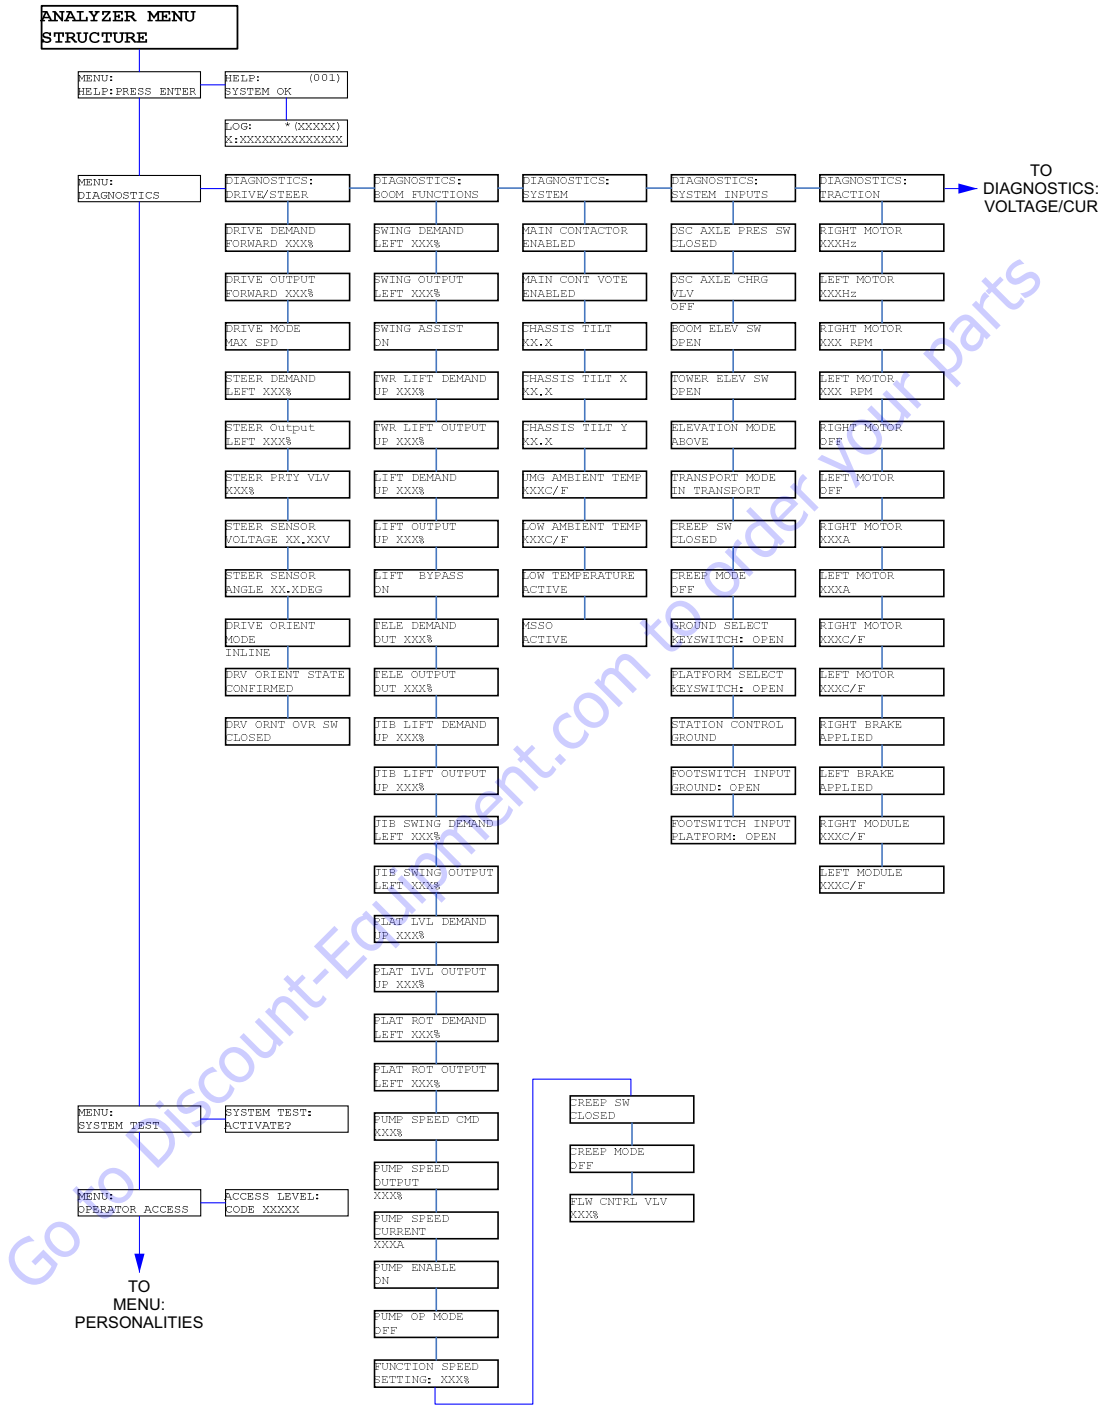 ANALYZER MENU
STRUCTURE
MENU:
HELP:PRESS ENTER
HELP: (001)
SYSTEM OK
LOG: *(XXXXX)
X:XXXXXXXXXXXXXX
MENU:
DIAGNOSTICS
DIAGNOSTICS:
DRIVE/STEER
DRIVE DEMAND
FORWARD XXX%
DRIVE OUTPUT
FORWARD XXX%
DRIVE MODE
MAX SPD
STEER DEMAND
LEFT XXX%
STEER Output
LEFT XXX%
STEER PRTY VLV
XXX%
STEER SENSOR
VOLTAGE XX.XXV
STEER SENSOR
ANGLE XX.XDEG
DRIVE ORIENT
MODE
INLINE
DRV ORIENT STATE
CONFIRMED
DRV ORNT OVR SW
CLOSED
DIAGNOSTICS:
BOOM FUNCTIONS
SWING DEMAND
LEFT XXX%
SWING OUTPUT
LEFT XXX%
SWING ASSIST
ON
TWR LIFT DEMAND
UP XXX%
TWR LIFT OUTPUT
UP XXX%
LIFT DEMAND
UP XXX%
LIFT OUTPUT
UP XXX%
LIFT BYPASS
ON
TELE DEMAND
OUT XXX%
TELE OUTPUT
OUT XXX%
JIB LIFT DEMAND
UP XXX%
JIB LIFT OUTPUT
UP XXX%
JIB SWING DEMAND
LEFT XXX%
JIB SWING OUTPUT
LEFT XXX%
PLAT LVL DEMAND
UP XXX%
PLAT LVL OUTPUT
UP XXX%
PLAT ROT DEMAND
LEFT XXX%
PLAT ROT OUTPUT
LEFT XXX%
PUMP SPEED CMD
XXX%
PUMP SPEED
OUTPUT
XXX%
PUMP SPEED
CURRENT
XXXA
PUMP ENABLE
ON
PUMP OP MODE
OFF
FUNCTION SPEED
SETTING: XXX%
CREEP SW
CLOSED
CREEP MODE
OFF
FLW CNTRL VLV
XXX%
DIAGNOSTICS:
SYSTEM
MAIN CONTACTOR
ENABLED
MAIN CONT VOTE
ENABLED
CHASSIS TILT
XX.X
CHASSIS TILT X
XX.X
CHASSIS TILT Y
XX.X
UMG AMBIENT TEMP
XXXC/F
LOW AMBIENT TEMP
XXXC/F
LOW TEMPERATURE
ACTIVE
MSSO
ACTIVE
DIAGNOSTICS:
SYSTEM INPUTS
OSC AXLE PRES SW
CLOSED
OSC AXLE CHRG
VLV
OFF
BOOM ELEV SW
OPEN
TOWER ELEV SW
OPEN
ELEVATION MODE
ABOVE
TRANSPORT MODE
IN TRANSPORT
CREEP SW
CLOSED
CREEP MODE
OFF
GROUND SELECT
KEYSWITCH: OPEN
PLATFORM SELECT
KEYSWITCH: OPEN
STATION CONTROL
GROUND
FOOTSWITCH INPUT
GROUND: OPEN
FOOTSWITCH INPUT
PLATFORM: OPEN
DIAGNOSTICS:
TRACTION
RIGHT MOTOR
XXXHz
LEFT MOTOR
XXXHz
RIGHT MOTOR
XXX RPM
LEFT MOTOR
XXX RPM
RIGHT MOTOR
OFF
LEFT MOTOR
OFF
RIGHT MOTOR
XXXA
LEFT MOTOR
XXXA
RIGHT MOTOR
XXXC/F
LEFT MOTOR
XXXC/F
RIGHT BRAKE
APPLIED
LEFT BRAKE
APPLIED
RIGHT MODULE
XXXC/F
LEFT MODULE
XXXC/F
TO
DIAGNOSTICS:
VOLTAGE/CUR
MENU:
SYSTEM TEST
SYSTEM TEST:
ACTIVATE?
MENU:
OPERATOR ACCESS
ACCESS LEVEL:
CODE XXXXX
TO
MENU:
PERSONALITIES
Go to Discount-Equipment.com to order your parts